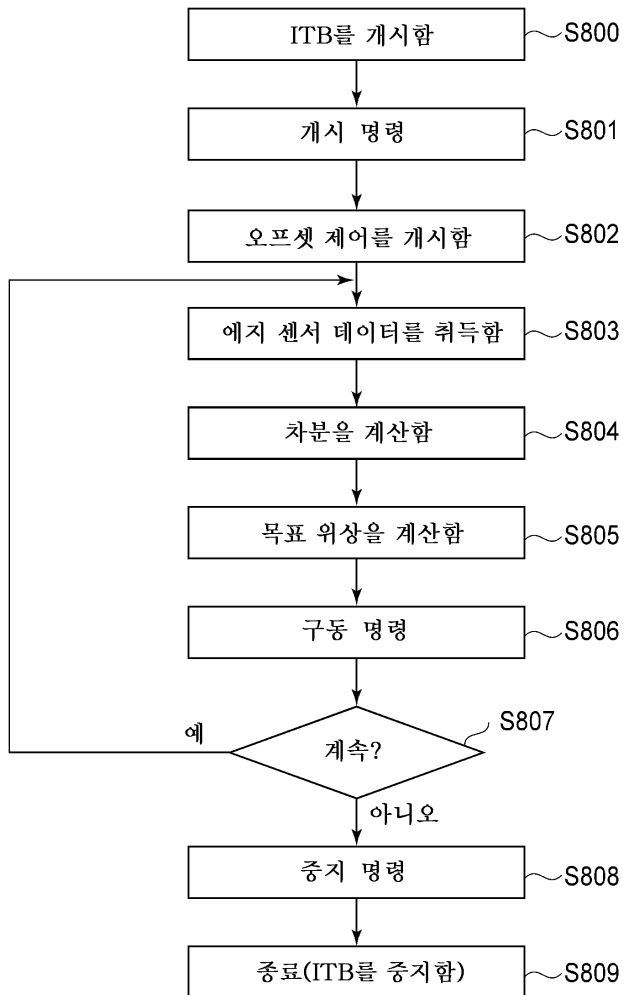 ITB를 개시함 S800
개시 명령 S801
오프셋 제어를 개시함 S802
에지 센서 데이터를 취득함 S803
차분을 계산함 S804
목표 위상을 계산함 S805
구동 명령 S806
S807
예
계속?
아니오
중지 명령 S808
종료(ITB를 중지함) S809